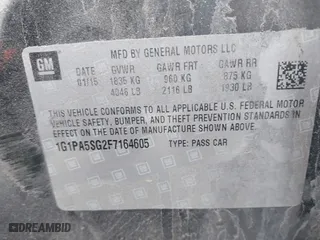 GM
MFD BY GENERAL MOTORS LLC
DATE GVWR GAWR FRT GAWR RR
01/15 1835 KG 960 KG 875 KG
4046 LB 2116 LB 1930 LB
THIS VEHICLE CONFORMS TO ALL APPLICABLE U.S. FEDERAL MOTOR
VEHICLE SAFETY, BUMPER, AND THEFT PREVENTION STANDARDS IN
EFFECT ON THE DATE OF MANUFACTURE SHOWN ABOVE.
1G1PA5SG2F7164605 TYPE: PASS CAR